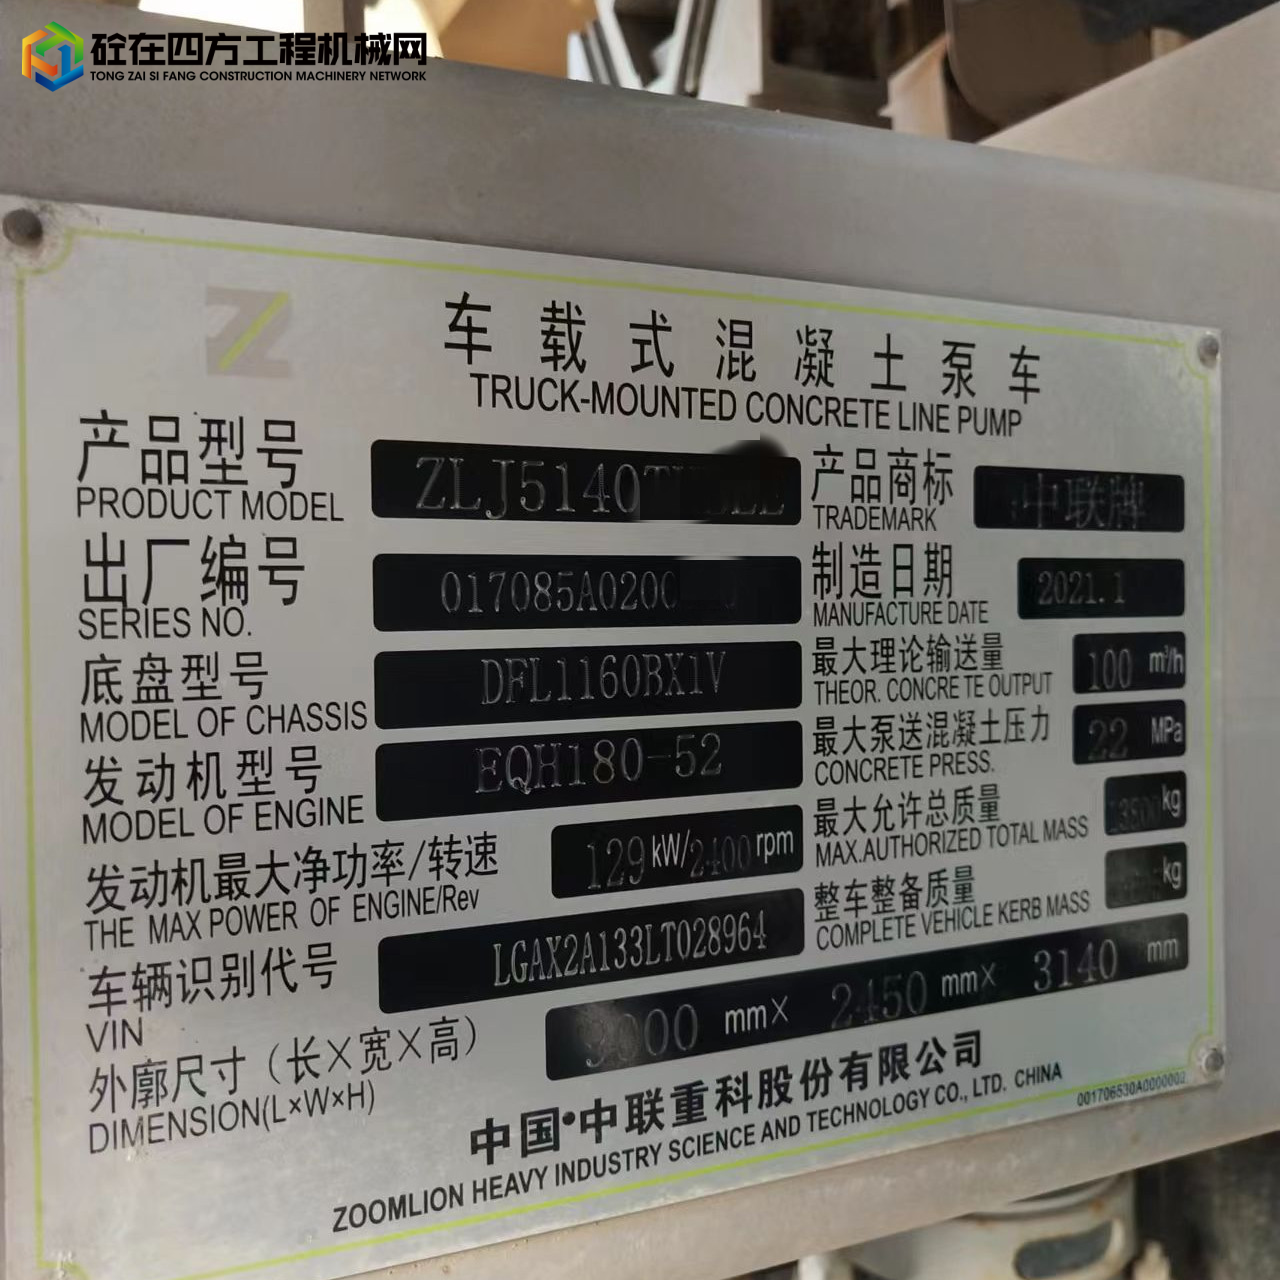 砼在四方工程机械网
TONG ZAI SI FANG CONSTRUCTION MACHINERY NETWORK
Z
车载式混凝土泵车
TRUCK-MOUNTED CONCRETE LINE PUMP
产品型号 ZLJ5140
PRODUCT MODEL
产品商标 中联牌
TRADEMARK
出厂编号 017085A0200
SERIES NO.
制造日期 2021.1
MANUFACTURE DATE
底盘型号 DFL1160BX1V
MODEL OF CHASSIS
最大理论输送量 100 m³/h
THEOR. CONCRE TE OUTPUT
发动机型号 EQH180-52
MODEL OF ENGINE
最大泵送混凝土压力 22 MPa
CONCRETE PRESS.
发动机最大净功率/转速 129 kW/2400 rpm
THE MAX POWER OF ENGINE/Rev
最大允许总质量 kg
MAX.AUTHORIZED TOTAL MASS
整车整备质量 kg
COMPLETE VEHICLE KERB MASS
车辆识别代号 LGAX2A133LT028964
VIN
外廓尺寸（长×宽×高） mm× 2450 mm× 3140 mm
DIMENSION(L×W×H)
中国·中联重科股份有限公司
ZOOMLION HEAVY INDUSTRY SCIENCE AND TECHNOLOGY CO., LTD. CHINA
001706530A0000002